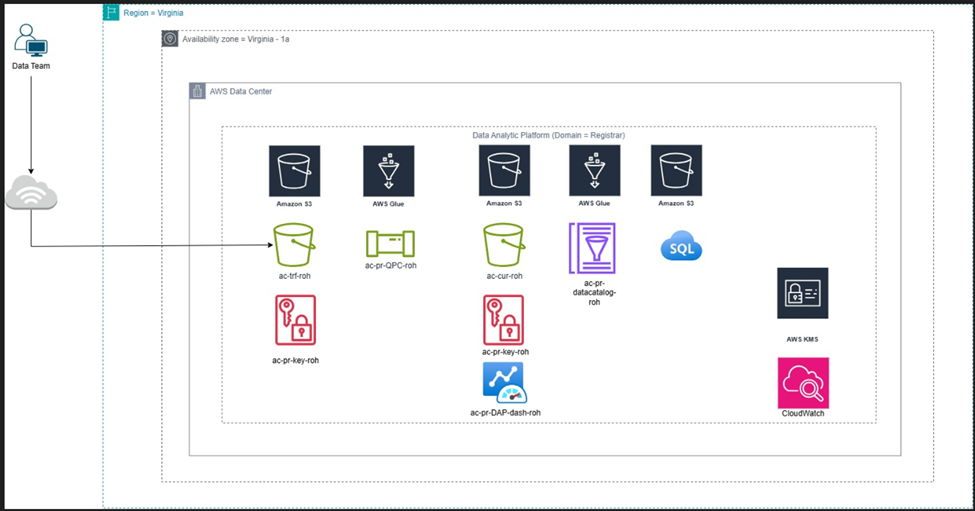 Region = Virginia
Availability zone = Virginia - 1a
Data Team
AWS Data Center
Data Analytic Platform (Domain = Registrar)
Amazon S3
AWS Glue
Amazon S3
AWS Glue
Amazon S3
SQL
ac-trf-roh
ac-pr-QPC-roh
ac-cur-roh
ac-pr-
datacatalog-
roh
AWS KMS
ac-pr-key-roh
ac-pr-key-roh
ac-pr-DAP-dash-roh
CloudWatch